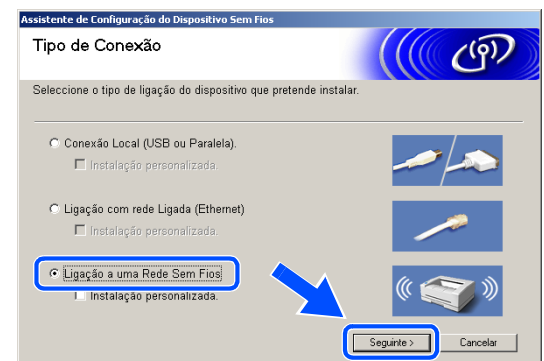 Assistente de Configuração do Dispositivo Sem Fios
Tipo de Conexão
Seleccione o tipo de ligação do dispositivo que pretende instalar.
Conexão Local (USB ou Paralela).
Instalação personalizada.
Ligação com rede Ligada (Ethernet)
Instalação personalizada.
Ligação a uma Rede Sem Fios
Instalação personalizada.
Seguinte >
Cancelar